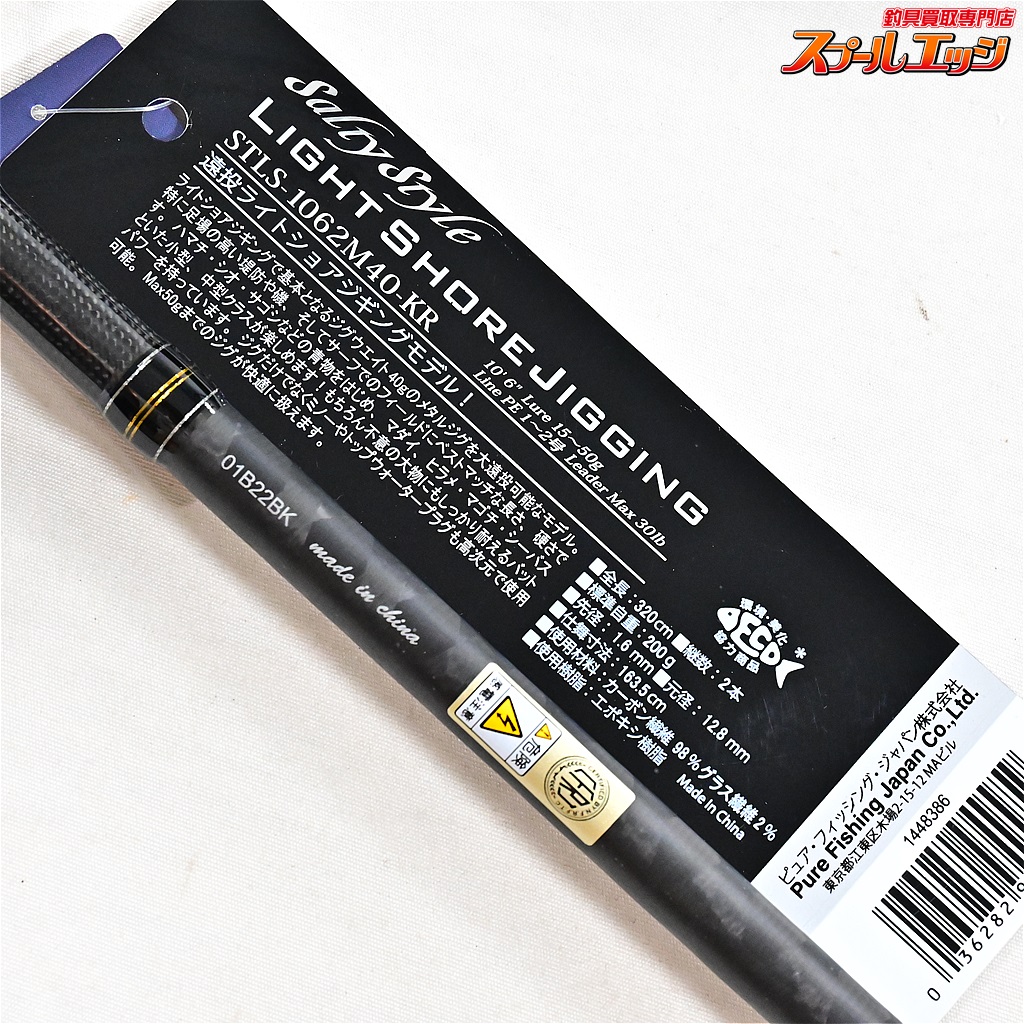 釣具買取専門店
スプールエッジ
Salty Style
LIGHT SHORE JIGGING
STLS-1062M40-KR
10'6" Lure 15～50g
Line PE 1～2号 Leader Max 30lb
遠投ライトショアジギングモデル！
ライトショアジギングで基本となるジグウエイト40gのメタルジグを大遠投可能なモデル。
特に足場の高い堤防や磯、そしてサーフでのフィールドにベストマッチな長さ、硬さで
す。ハマチ・シオ・サゴシなどの青物をはじめ、マダイ、ヒラメ・マゴチ・シーバス
といった小型、中型クラスが楽しめます！もちろん不意の大物にもしっかり耐えるバット
パワーを待っています。ジグだけでなくミノーやトップウォータープラグも高次元で使用
可能。Max50gまでのジグが快適に扱えます。
■全長：320cm ■継数：2本
■標準自重：200g
■先径：1.6mm ■元径：12.8mm
■仕舞寸法：163.5cm
■使用材料：カーボン繊維 98% グラス繊維 2%
■使用樹脂：エポキシ樹脂 Made In China
環境・美化
ECO
協力商品
*
ピュア・フィッシング・ジャパン株式会社
Pure Fishing Japan Co.,Ltd.
東京都江東区木場2-15-12 MAビル
1448386
0 36282 9
01B22BK
made in china
危険